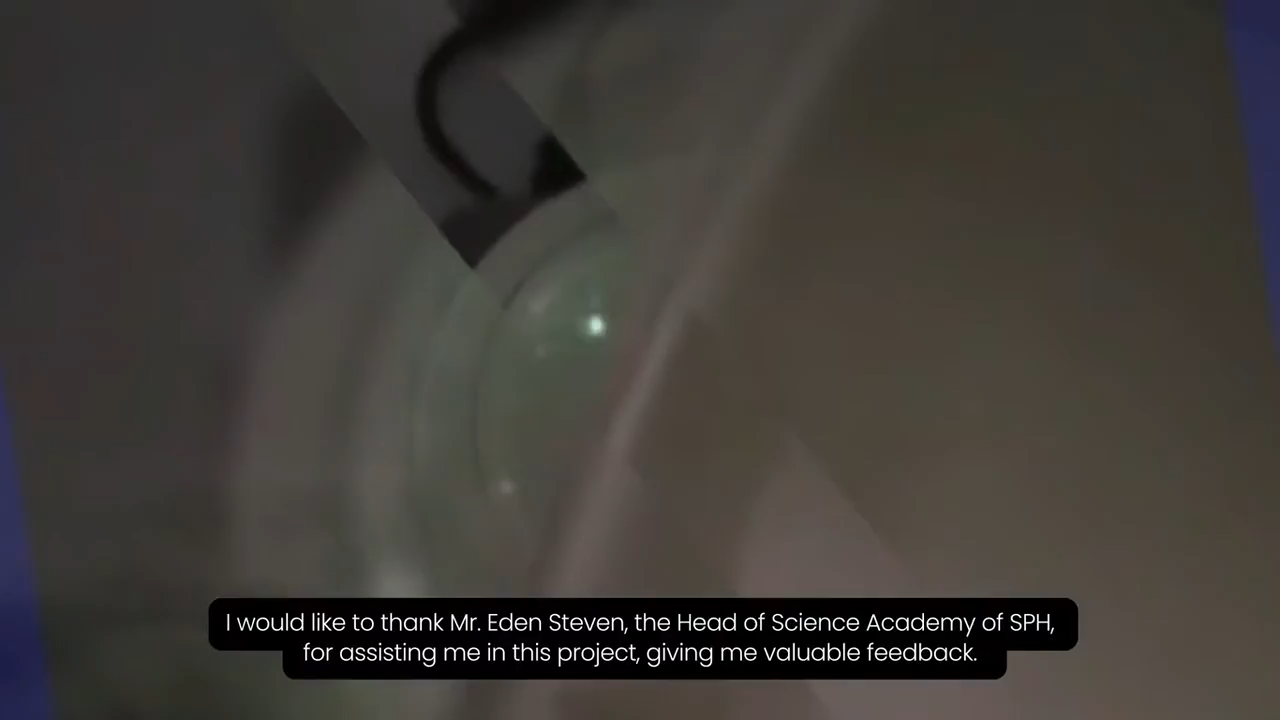 I would like to thank Mr. Eden Steven, the Head of Science Academy of SPH,
for assisting me in this project, giving me valuable feedback.